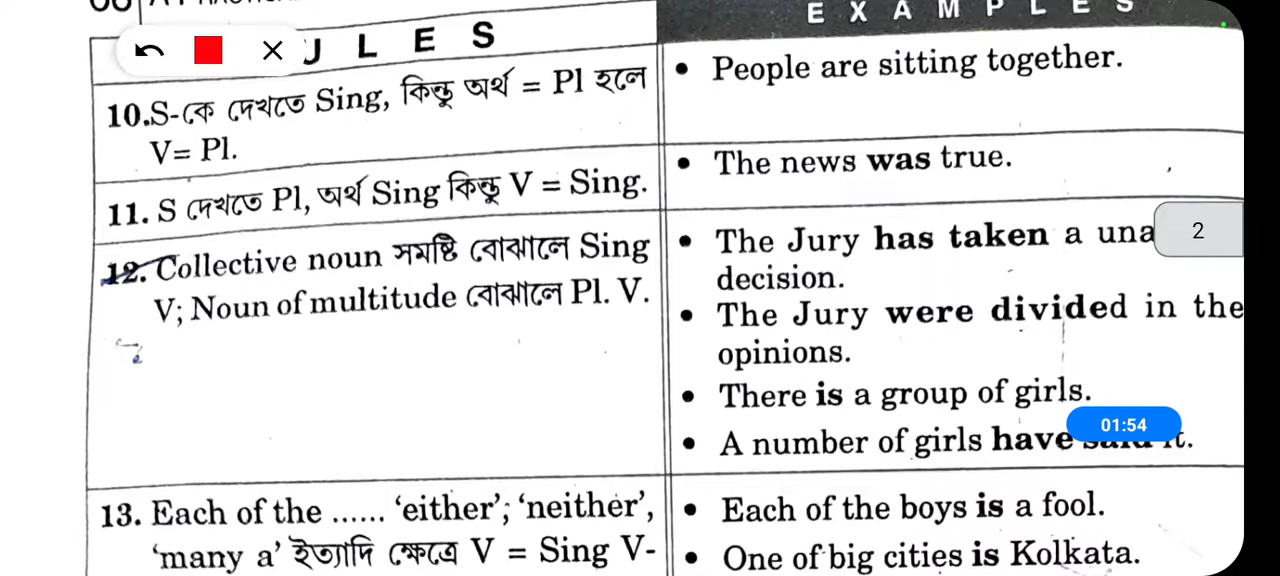 E X A M P L E S
U L E S
10.S-কে দেখতে Sing, কিন্তু অর্থ = Pl হলে
V= Pl.
• People are sitting together.
11. S দেখতে Pl, অর্থ Sing কিন্তু V = Sing.
• The news was true.
12. Collective noun সমষ্টি বোঝালে Sing
V; Noun of multitude বোঝালে Pl. V.
• The Jury has taken a una
decision.
2
• The Jury were divided in the
opinions.
• There is a group of girls.
01:54
• A number of girls have said it.
13. Each of the ...... ‘either’; ‘neither’,
‘many a’ ইত্যাদি ক্ষেত্রে V = Sing V-
• Each of the boys is a fool.
• One of big cities is Kolkata.